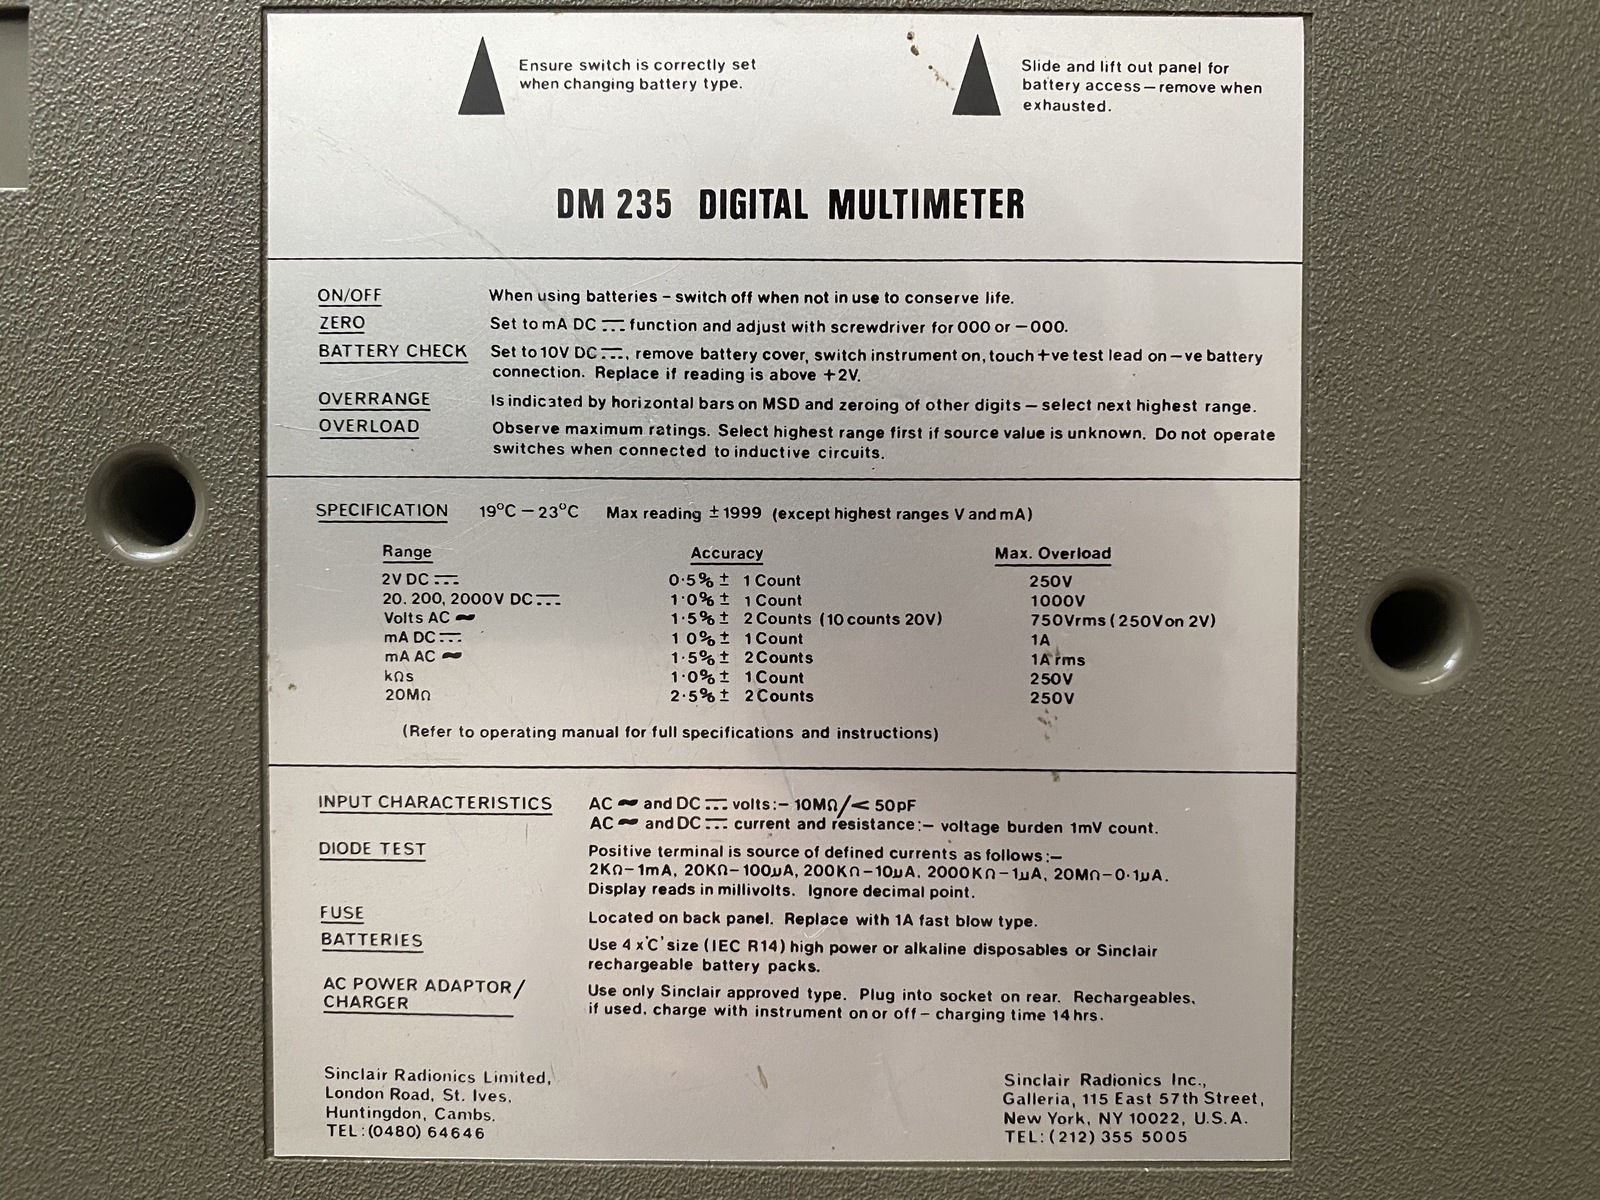 Ensure switch is correctly set
when changing battery type.
Slide and lift out panel for
battery access – remove when
exhausted.
DM 235 DIGITAL MULTIMETER
ON/OFF When using batteries – switch off when not in use to conserve life.
ZERO Set to mA DC ⎓ function and adjust with screwdriver for 000 or –000.
BATTERY CHECK Set to 10V DC ⎓, remove battery cover, switch instrument on, touch +ve test lead on –ve battery
connection. Replace if reading is above +2V.
OVERRANGE Is indicated by horizontal bars on MSD and zeroing of other digits – select next highest range.
OVERLOAD Observe maximum ratings. Select highest range first if source value is unknown. Do not operate
switches when connected to inductive circuits.
SPECIFICATION 19°C – 23°C Max reading ±1999 (except highest ranges V and mA)
Range Accuracy Max. Overload
2V DC ⎓ 0·5% ± 1 Count 250V
20. 200, 2000V DC ⎓ 1·0% ± 1 Count 1000V
Volts AC ~ 1·5% ± 2 Counts (10 counts 20V) 750Vrms (250V on 2V)
mA DC ⎓ 1 0% ± 1 Count 1A
mA AC ~ 1·5% ± 2 Counts 1A rms
kΩs 1·0% ± 1 Count 250V
20MΩ 2·5% ± 2 Counts 250V
(Refer to operating manual for full specifications and instructions)
INPUT CHARACTERISTICS AC ~ and DC ⎓ volts:– 10MΩ/< 50pF
AC ~ and DC ⎓ current and resistance:– voltage burden 1mV count.
DIODE TEST Positive terminal is source of defined currents as follows:–
2KΩ–1mA, 20KΩ–100µA, 200KΩ–10µA. 2000KΩ–1µA, 20MΩ–0·1µA.
Display reads in millivolts. Ignore decimal point.
FUSE Located on back panel. Replace with 1A fast blow type.
BATTERIES Use 4 x 'C' size (IEC R14) high power or alkaline disposables or Sinclair
rechargeable battery packs.
AC POWER ADAPTOR/ Use only Sinclair approved type. Plug into socket on rear. Rechargeables,
CHARGER if used, charge with instrument on or off – charging time 14 hrs.
Sinclair Radionics Limited,
London Road, St. Ives,
Huntingdon, Cambs.
TEL:(0480) 64646
Sinclair Radionics Inc.,
Galleria, 115 East 57th Street,
New York, NY 10022, U.S.A.
TEL:(212) 355 5005